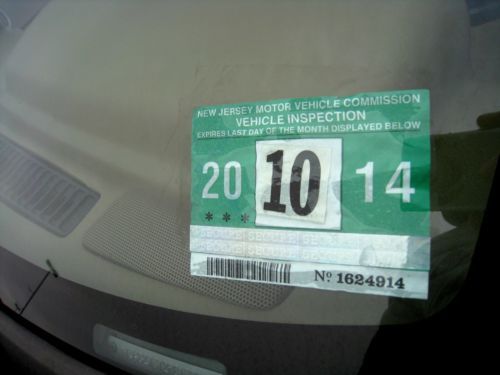 NEW JERSEY MOTOR VEHICLE COMMISSION
VEHICLE INSPECTION
EXPIRES LAST DAY OF THE MONTH DISPLAYED BELOW
20 10 14
* * *
Nº 1624914